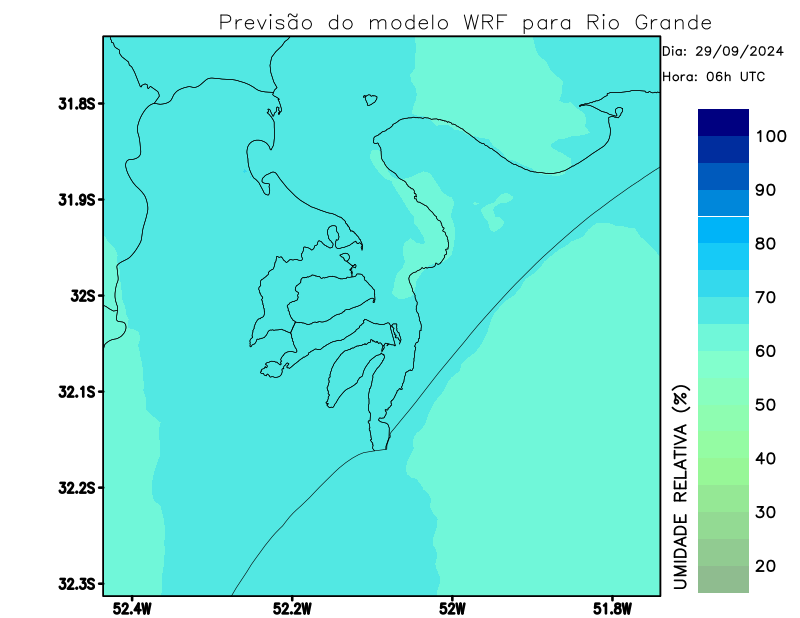 Previsão do modelo WRF para Rio Grande
Dia: 29/09/2024
Hora: 06h UTC
31.8S
31.9S
32S
32.1S
32.2S
32.3S
52.4W 52.2W 52W 51.8W
UMIDADE RELATIVA (%)
100
90
80
70
60
50
40
30
20